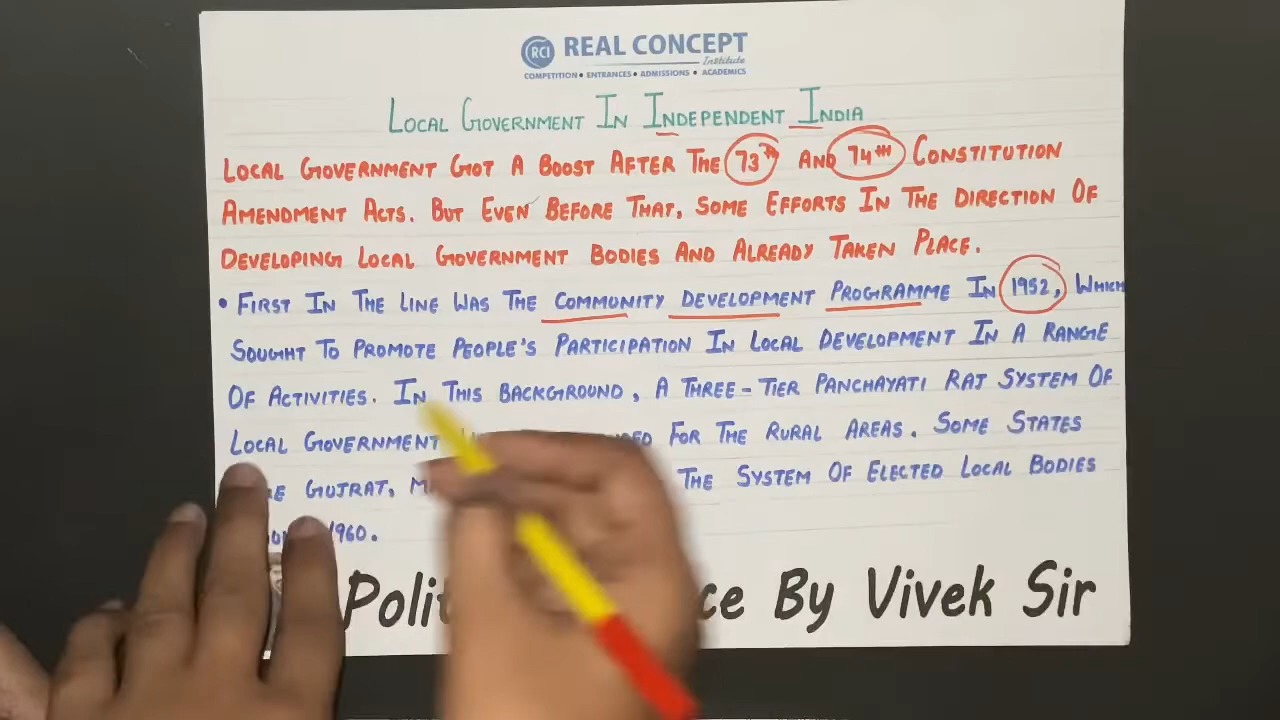 RCI REAL CONCEPT
Institute
COMPETITION • ENTRANCES • ADMISSIONS • ACADEMICS
LOCAL GOVERNMENT IN INDEPENDENT INDIA
LOCAL GOVERNMENT GOT A BOOST AFTER THE 73TH AND 74TH CONSTITUTION
AMENDMENT ACTS. BUT EVEN BEFORE THAT, SOME EFFORTS IN THE DIRECTION OF
DEVELOPING LOCAL GOVERNMENT BODIES AND ALREADY TAKEN PLACE.
• FIRST IN THE LINE WAS THE COMMUNITY DEVELOPMENT PROGRAMME IN 1952, WHICH
SOUGHT TO PROMOTE PEOPLE'S PARTICIPATION IN LOCAL DEVELOPMENT IN A RANGE
OF ACTIVITIES. IN THIS BACKGROUND, A THREE-TIER PANCHAYATI RAJ SYSTEM OF
LOCAL GOVERNMENT FOR THE RURAL AREAS. SOME STATES
GUJRAT, THE SYSTEM OF ELECTED LOCAL BODIES
1960.
By Vivek Sir